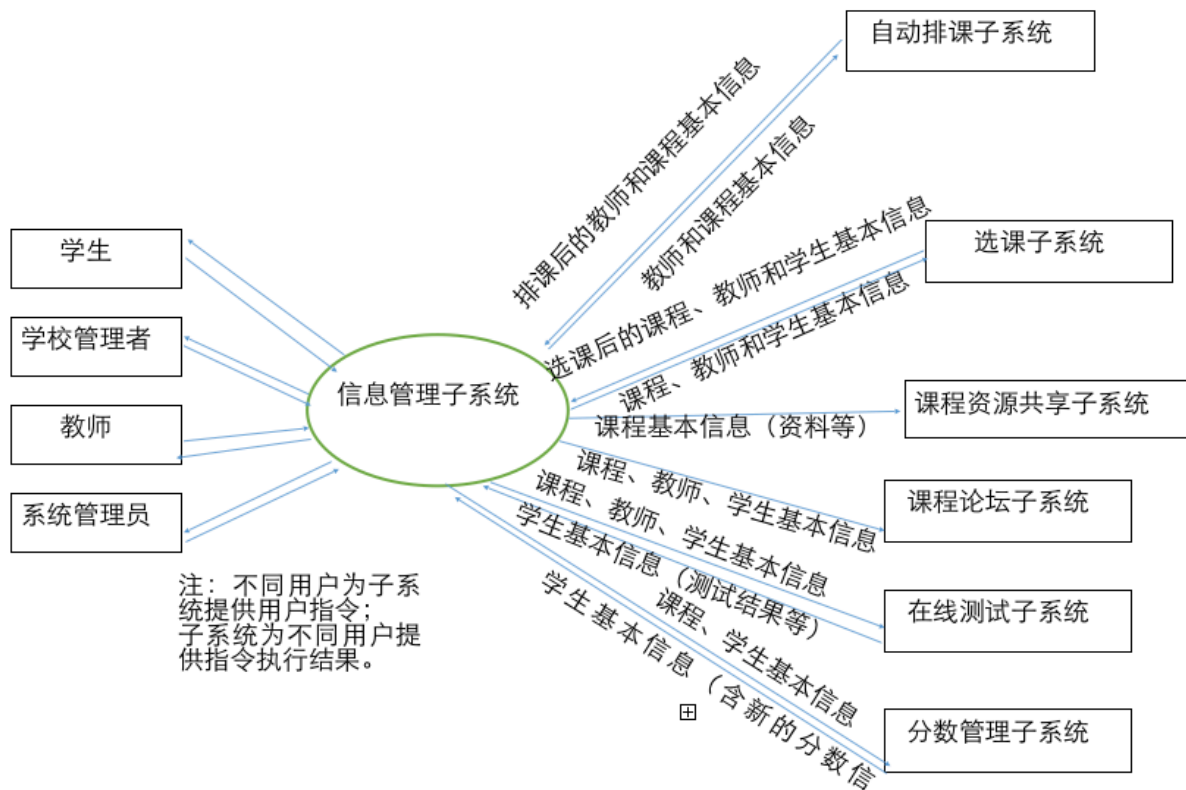 自动排课子系统
排课后的教师和课程基本信息
教师和课程基本信息
学生
选课子系统
选课后的课程、教师和学生基本信息
课程、教师和学生基本信息
学校管理者
信息管理子系统
课程资源共享子系统
课程基本信息（资料等）
教师
课程、教师、学生基本信息
课程论坛子系统
系统管理员
课程、教师、学生基本信息
学生基本信息（测试结果等）
在线测试子系统
注：不同用户为子系
统提供用户指令；
子系统为不同用户提
供指令执行结果。
课程、学生基本信息
学生基本信息（含新的分数信
分数管理子系统